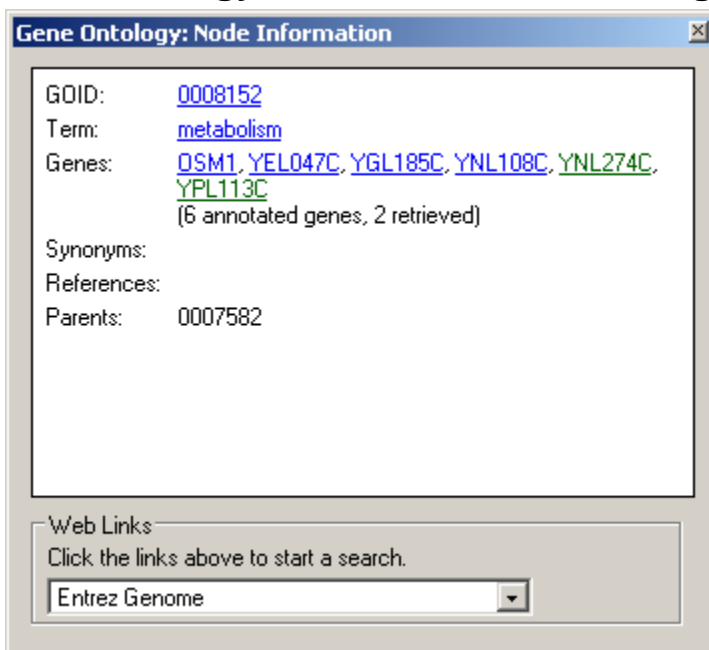 Gene Ontology: Node Information
GOID: 0008152
Term: metabolism
Genes: OSM1, YEL047C, YGL185C, YNL108C, YNL274C,
YPL113C
(6 annotated genes, 2 retrieved)
Synonyms:
References:
Parents: 0007582
Web Links
Click the links above to start a search.
Entrez Genome